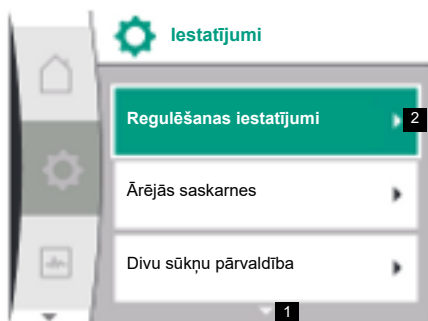 Iestatījumi
Regulēšanas iestatījumi
2
Ārējās saskarnes
Divu sūkņu pārvaldība
1